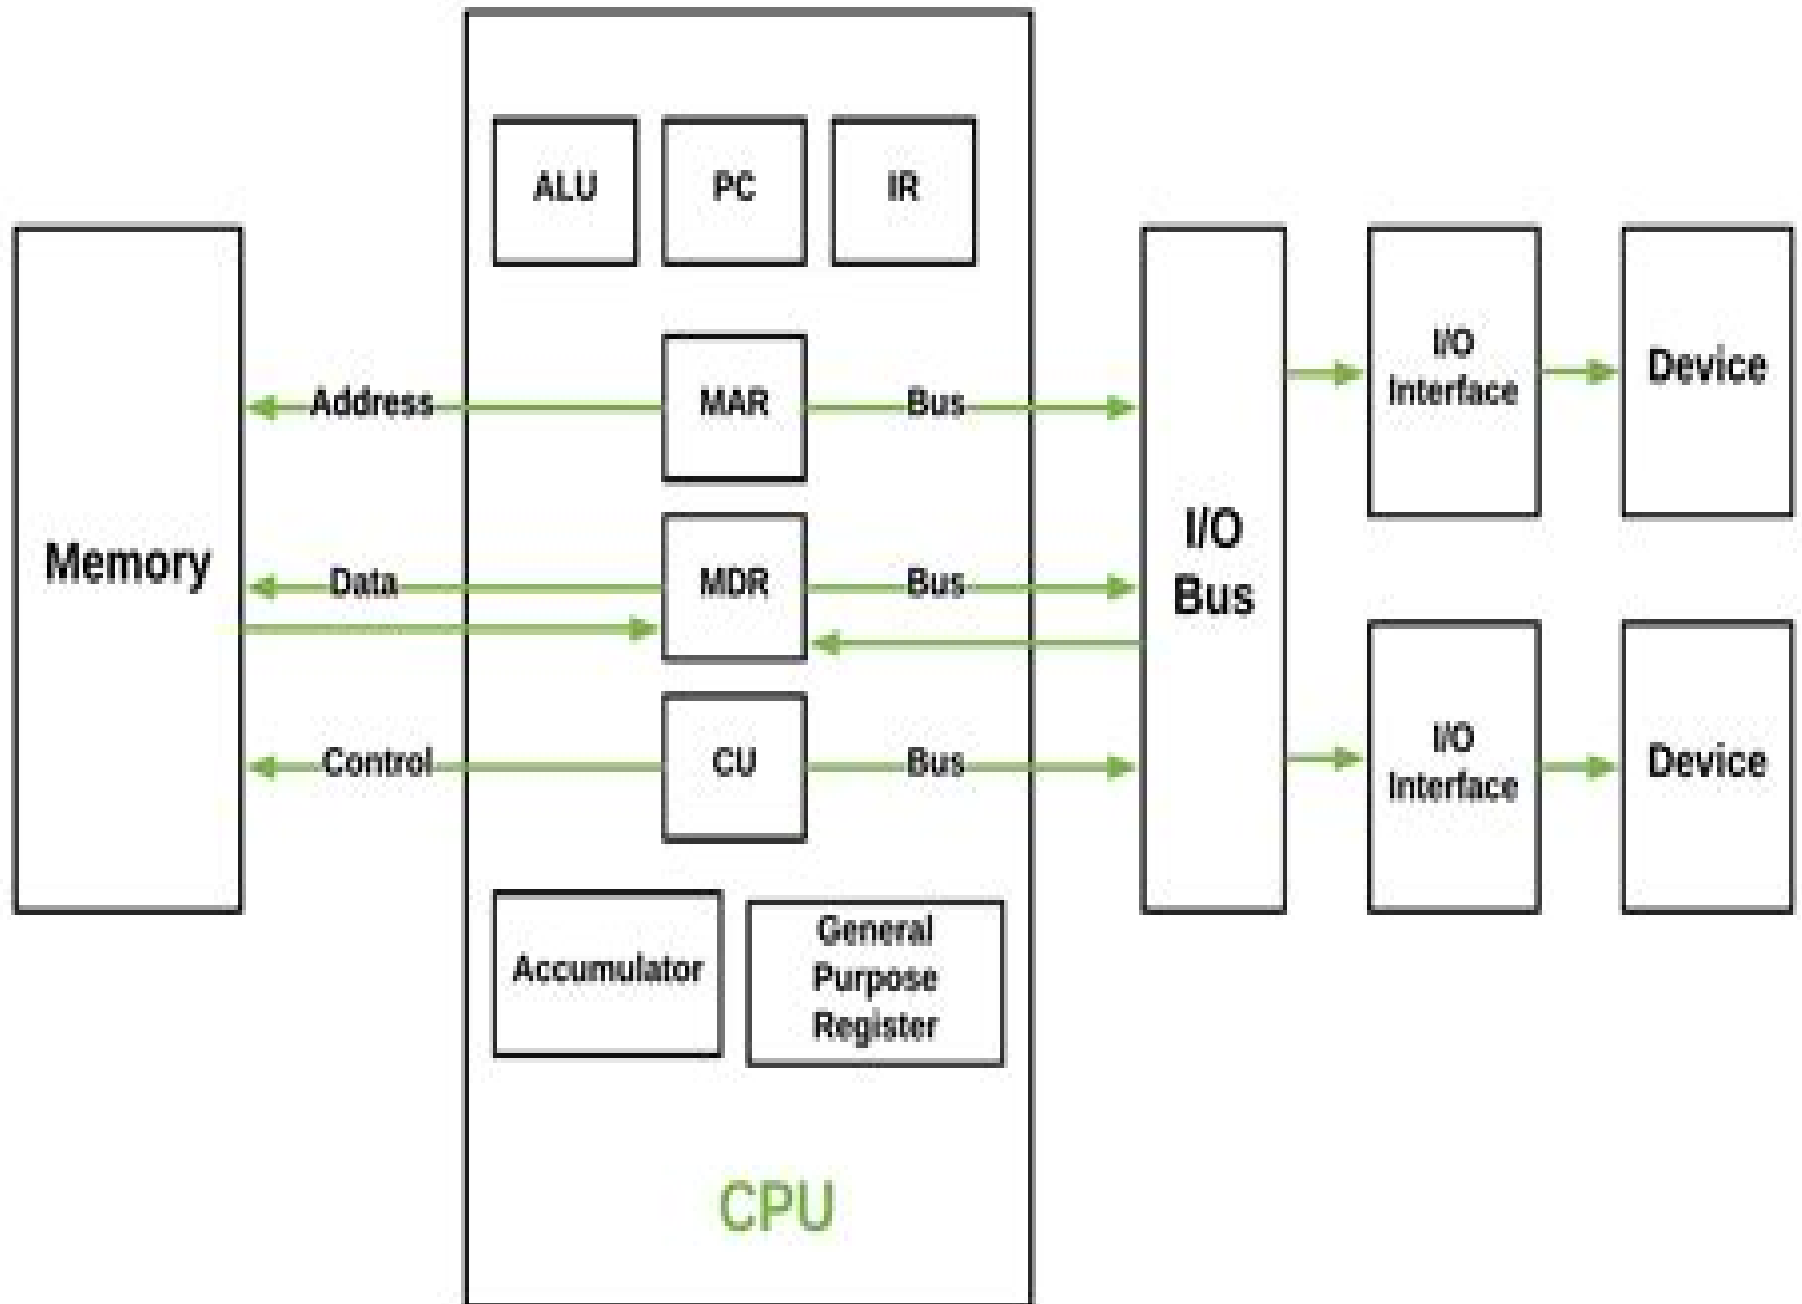 ALU
PC
IR
Memory
Address
MAR
Bus
Data
MDR
Bus
Control
CU
Bus
Accumulator
General
Purpose
Register
CPU
I/O
Bus
I/O
Interface
Device
I/O
Interface
Device